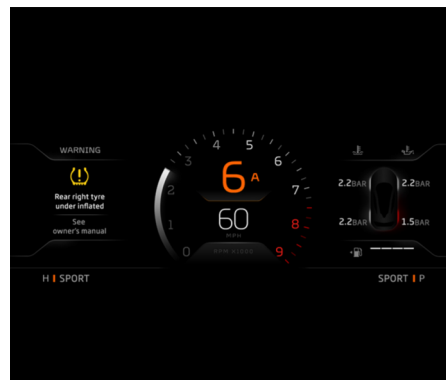 WARNING
Rear right tyre
under inflated
See
owner's manual
H SPORT
0
1
2
3
4
5
6
7
8
9
6 A
60
MPH
RPM X1000
2.2BAR 2.2BAR
2.2BAR 1.5BAR
SPORT P